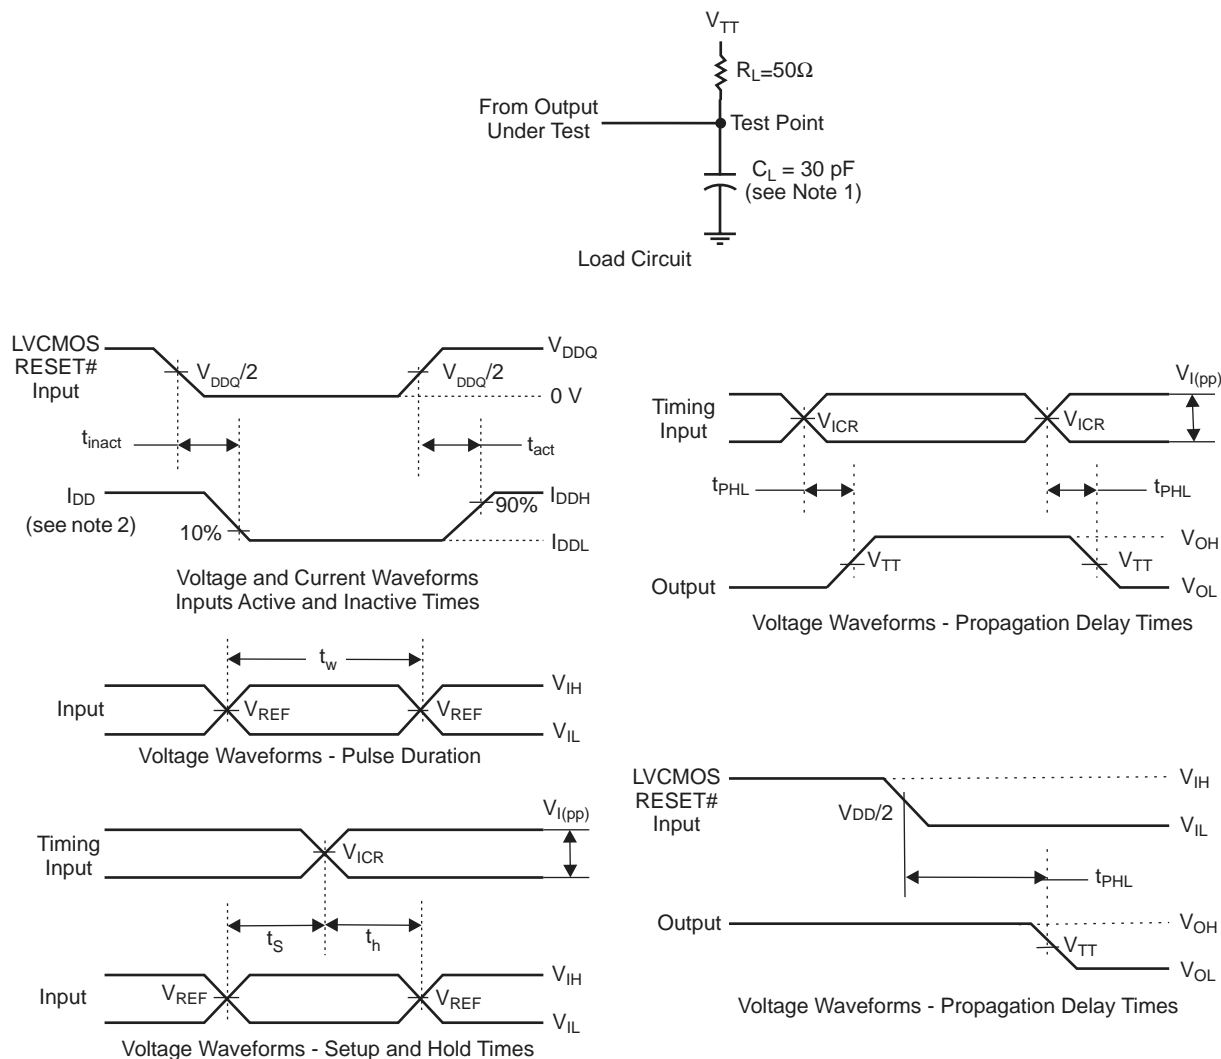 V_TT
R_L=50Ω
From Output
Under Test
Test Point
C_L = 30 pF
(see Note 1)
Load Circuit
LVCMOS
RESET#
Input
V_DDQ/2
V_DDQ/2
V_DDQ
0 V
t_inact
t_act
I_DD
(see note 2)
10%
90%
I_DDH
I_DDL
Voltage and Current Waveforms
Inputs Active and Inactive Times
t_w
Input
V_REF
V_REF
V_IH
V_IL
Voltage Waveforms - Pulse Duration
Timing
Input
V_ICR
V_I(pp)
t_S
t_h
Input
V_REF
V_REF
V_IH
V_IL
Voltage Waveforms - Setup and Hold Times
Timing
Input
V_ICR
V_ICR
V_I(pp)
t_PHL
t_PHL
Output
V_TT
V_TT
V_OH
V_OL
Voltage Waveforms - Propagation Delay Times
LVCMOS
RESET#
Input
VDD/2
V_IH
V_IL
t_PHL
Output
V_TT
V_OH
V_OL
Voltage Waveforms - Propagation Delay Times